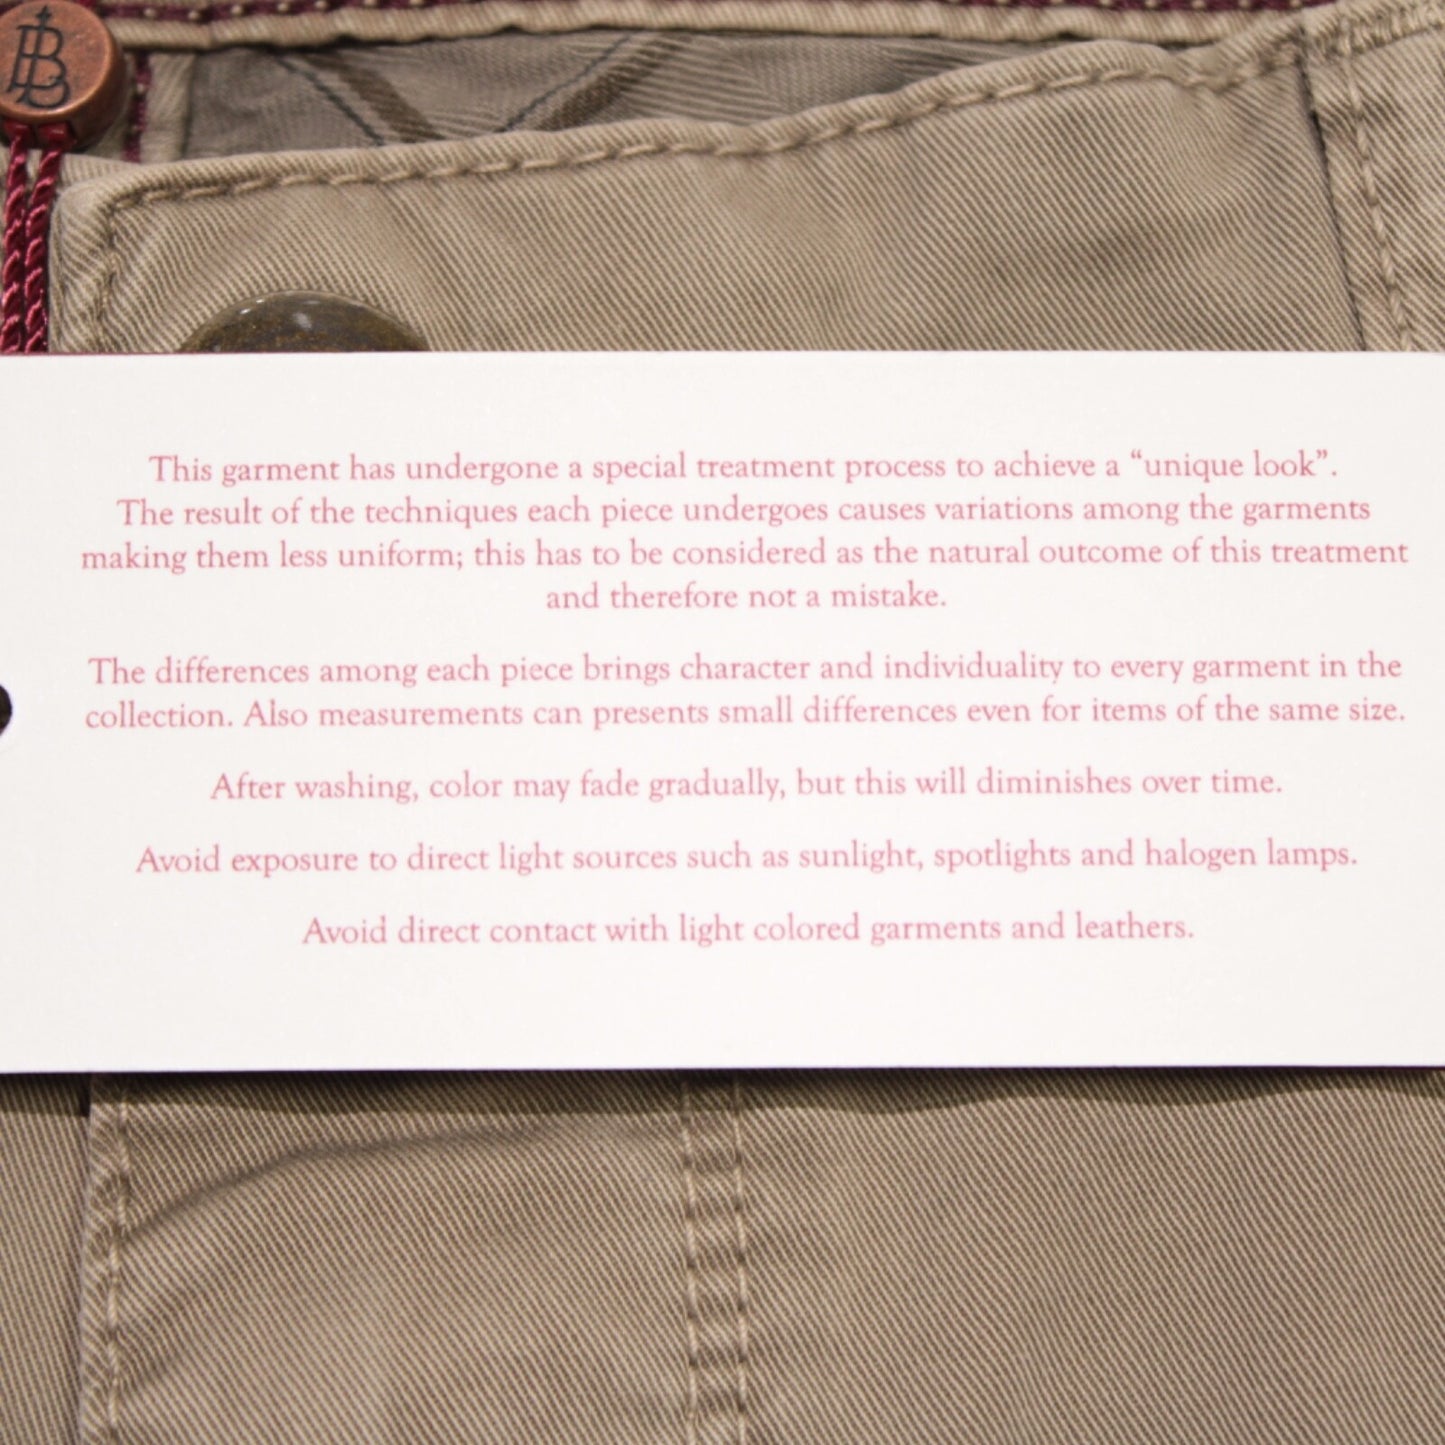 This garment has undergone a special treatment process to achieve a “unique look”.
The result of the techniques each piece undergoes causes variations among the garments
making them less uniform; this has to be considered as the natural outcome of this treatment
and therefore not a mistake.
The differences among each piece brings character and individuality to every garment in the
collection. Also measurements can presents small differences even for items of the same size.
After washing, color may fade gradually, but this will diminishes over time.
Avoid exposure to direct light sources such as sunlight, spotlights and halogen lamps.
Avoid direct contact with light colored garments and leathers.